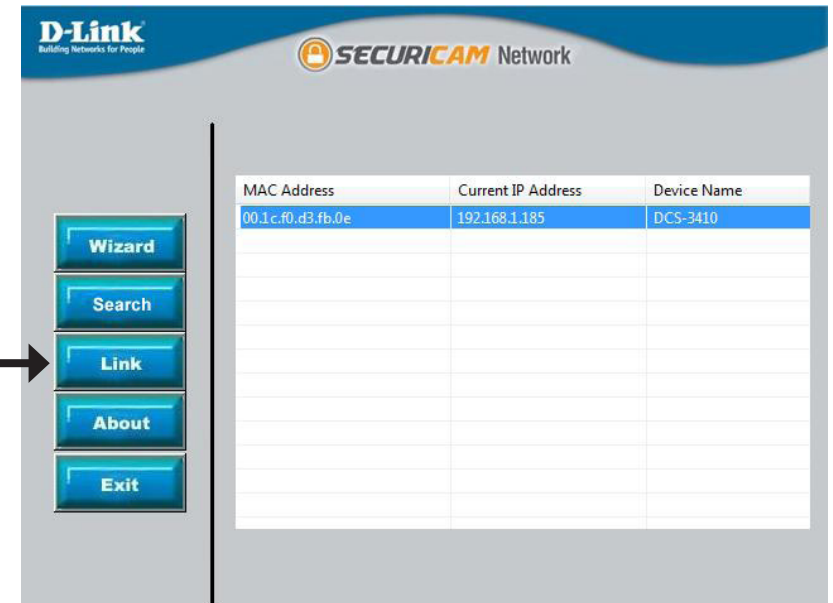 D-Link
Building Networks for People
SECURICAM Network
MAC Address Current IP Address Device Name
00.1c.f0.d3.fb.0e 192.168.1.185 DCS-3410
Wizard
Search
Link
About
Exit